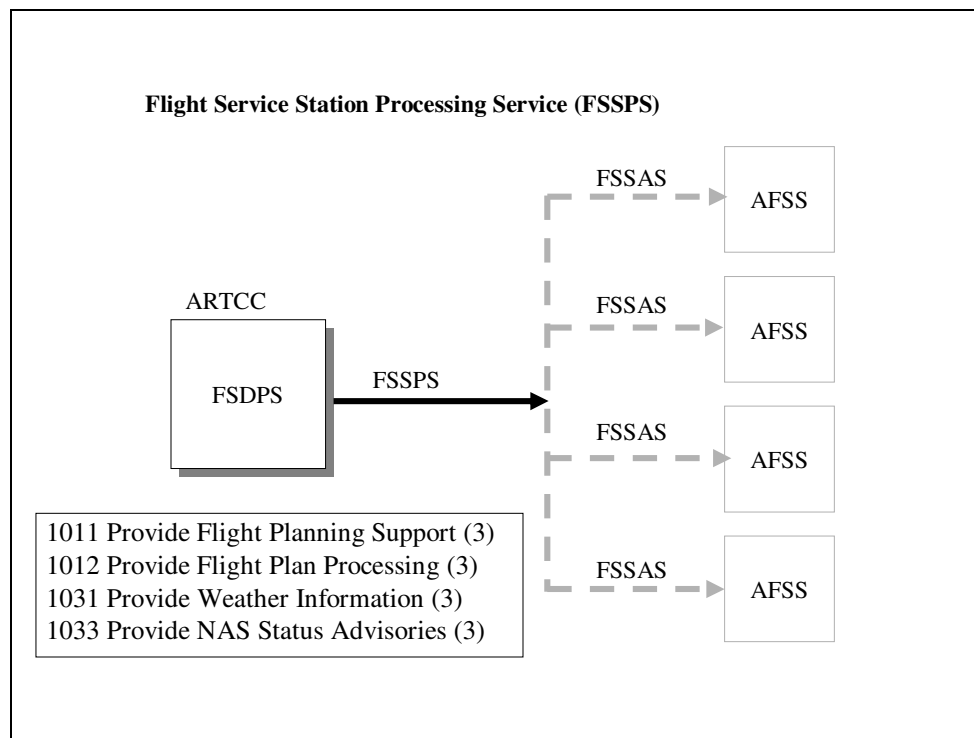 Flight Service Station Processing Service (FSSPS)
FSSAS
AFSS
ARTCC
FSSAS
AFSS
FSDPS
FSSPS
FSSAS
AFSS
1011 Provide Flight Planning Support (3)
1012 Provide Flight Plan Processing (3)
1031 Provide Weather Information (3)
1033 Provide NAS Status Advisories (3)
FSSAS
AFSS